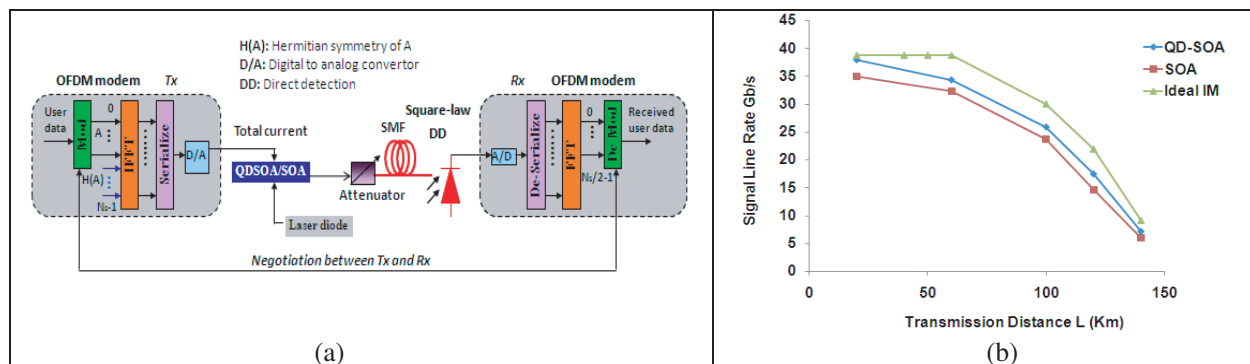 H(A): Hermitian symmetry of A
D/A: Digital to analog convertor
DD: Direct detection
OFDM modem Tx
User data
Mod
0
A
H(A)
Ns-1
IFFT
Serialize
D/A
Total current
QDSOA/SOA
Laser diode
Attenuator
SMF
Square-law
DD
Rx OFDM modem
A/D
De-Serialize
FFT
0
Ns/2-1
De Mod
Received
user data
Negotiation between Tx and Rx
(a)
Signal Line Rate Gb/s
45
40
35
30
25
20
15
10
5
0
0 50 100 150
Transmission Distance L (Km)
QD-SOA
SOA
Ideal IM
(b)